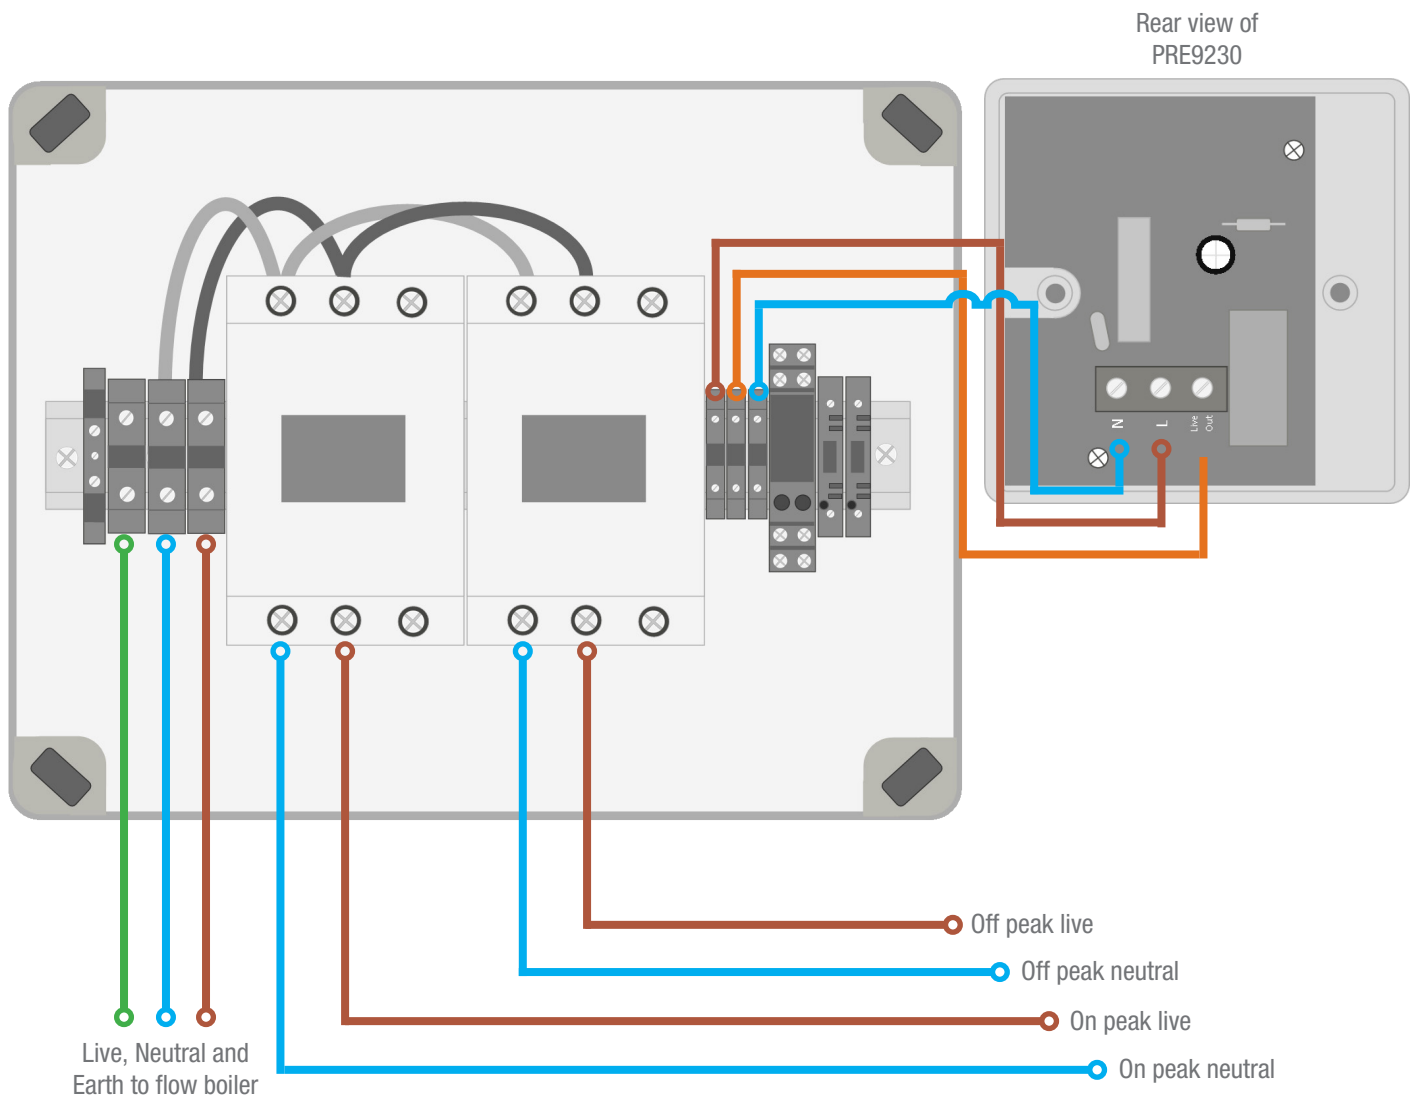 Rear view of
PRE9230
N
L
Live
Out
Off peak live
Off peak neutral
On peak live
On peak neutral
Live, Neutral and
Earth to flow boiler